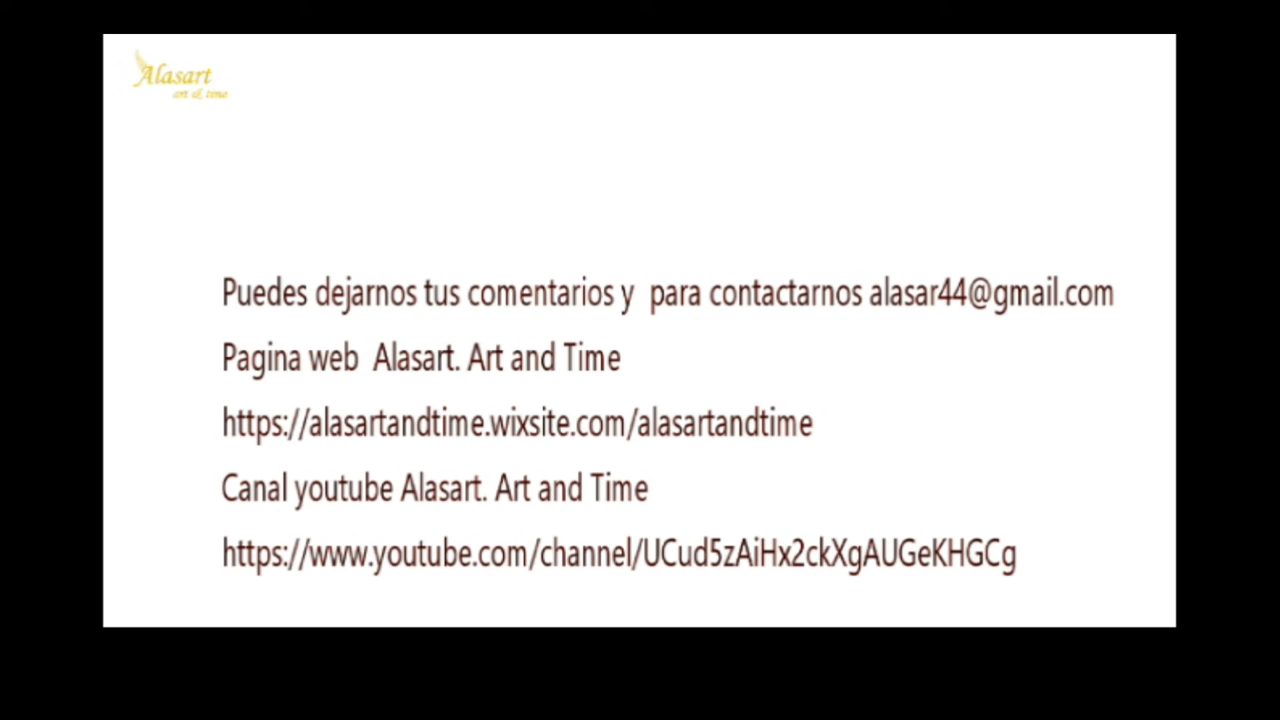 Alasart
art & time
Puedes dejarnos tus comentarios y  para contactarnos alasar44@gmail.com
Pagina web  Alasart. Art and Time
https://alasartandtime.wixsite.com/alasartandtime
Canal youtube Alasart. Art and Time
https://www.youtube.com/channel/UCud5zAiHx2ckXgAUGeKHGCg